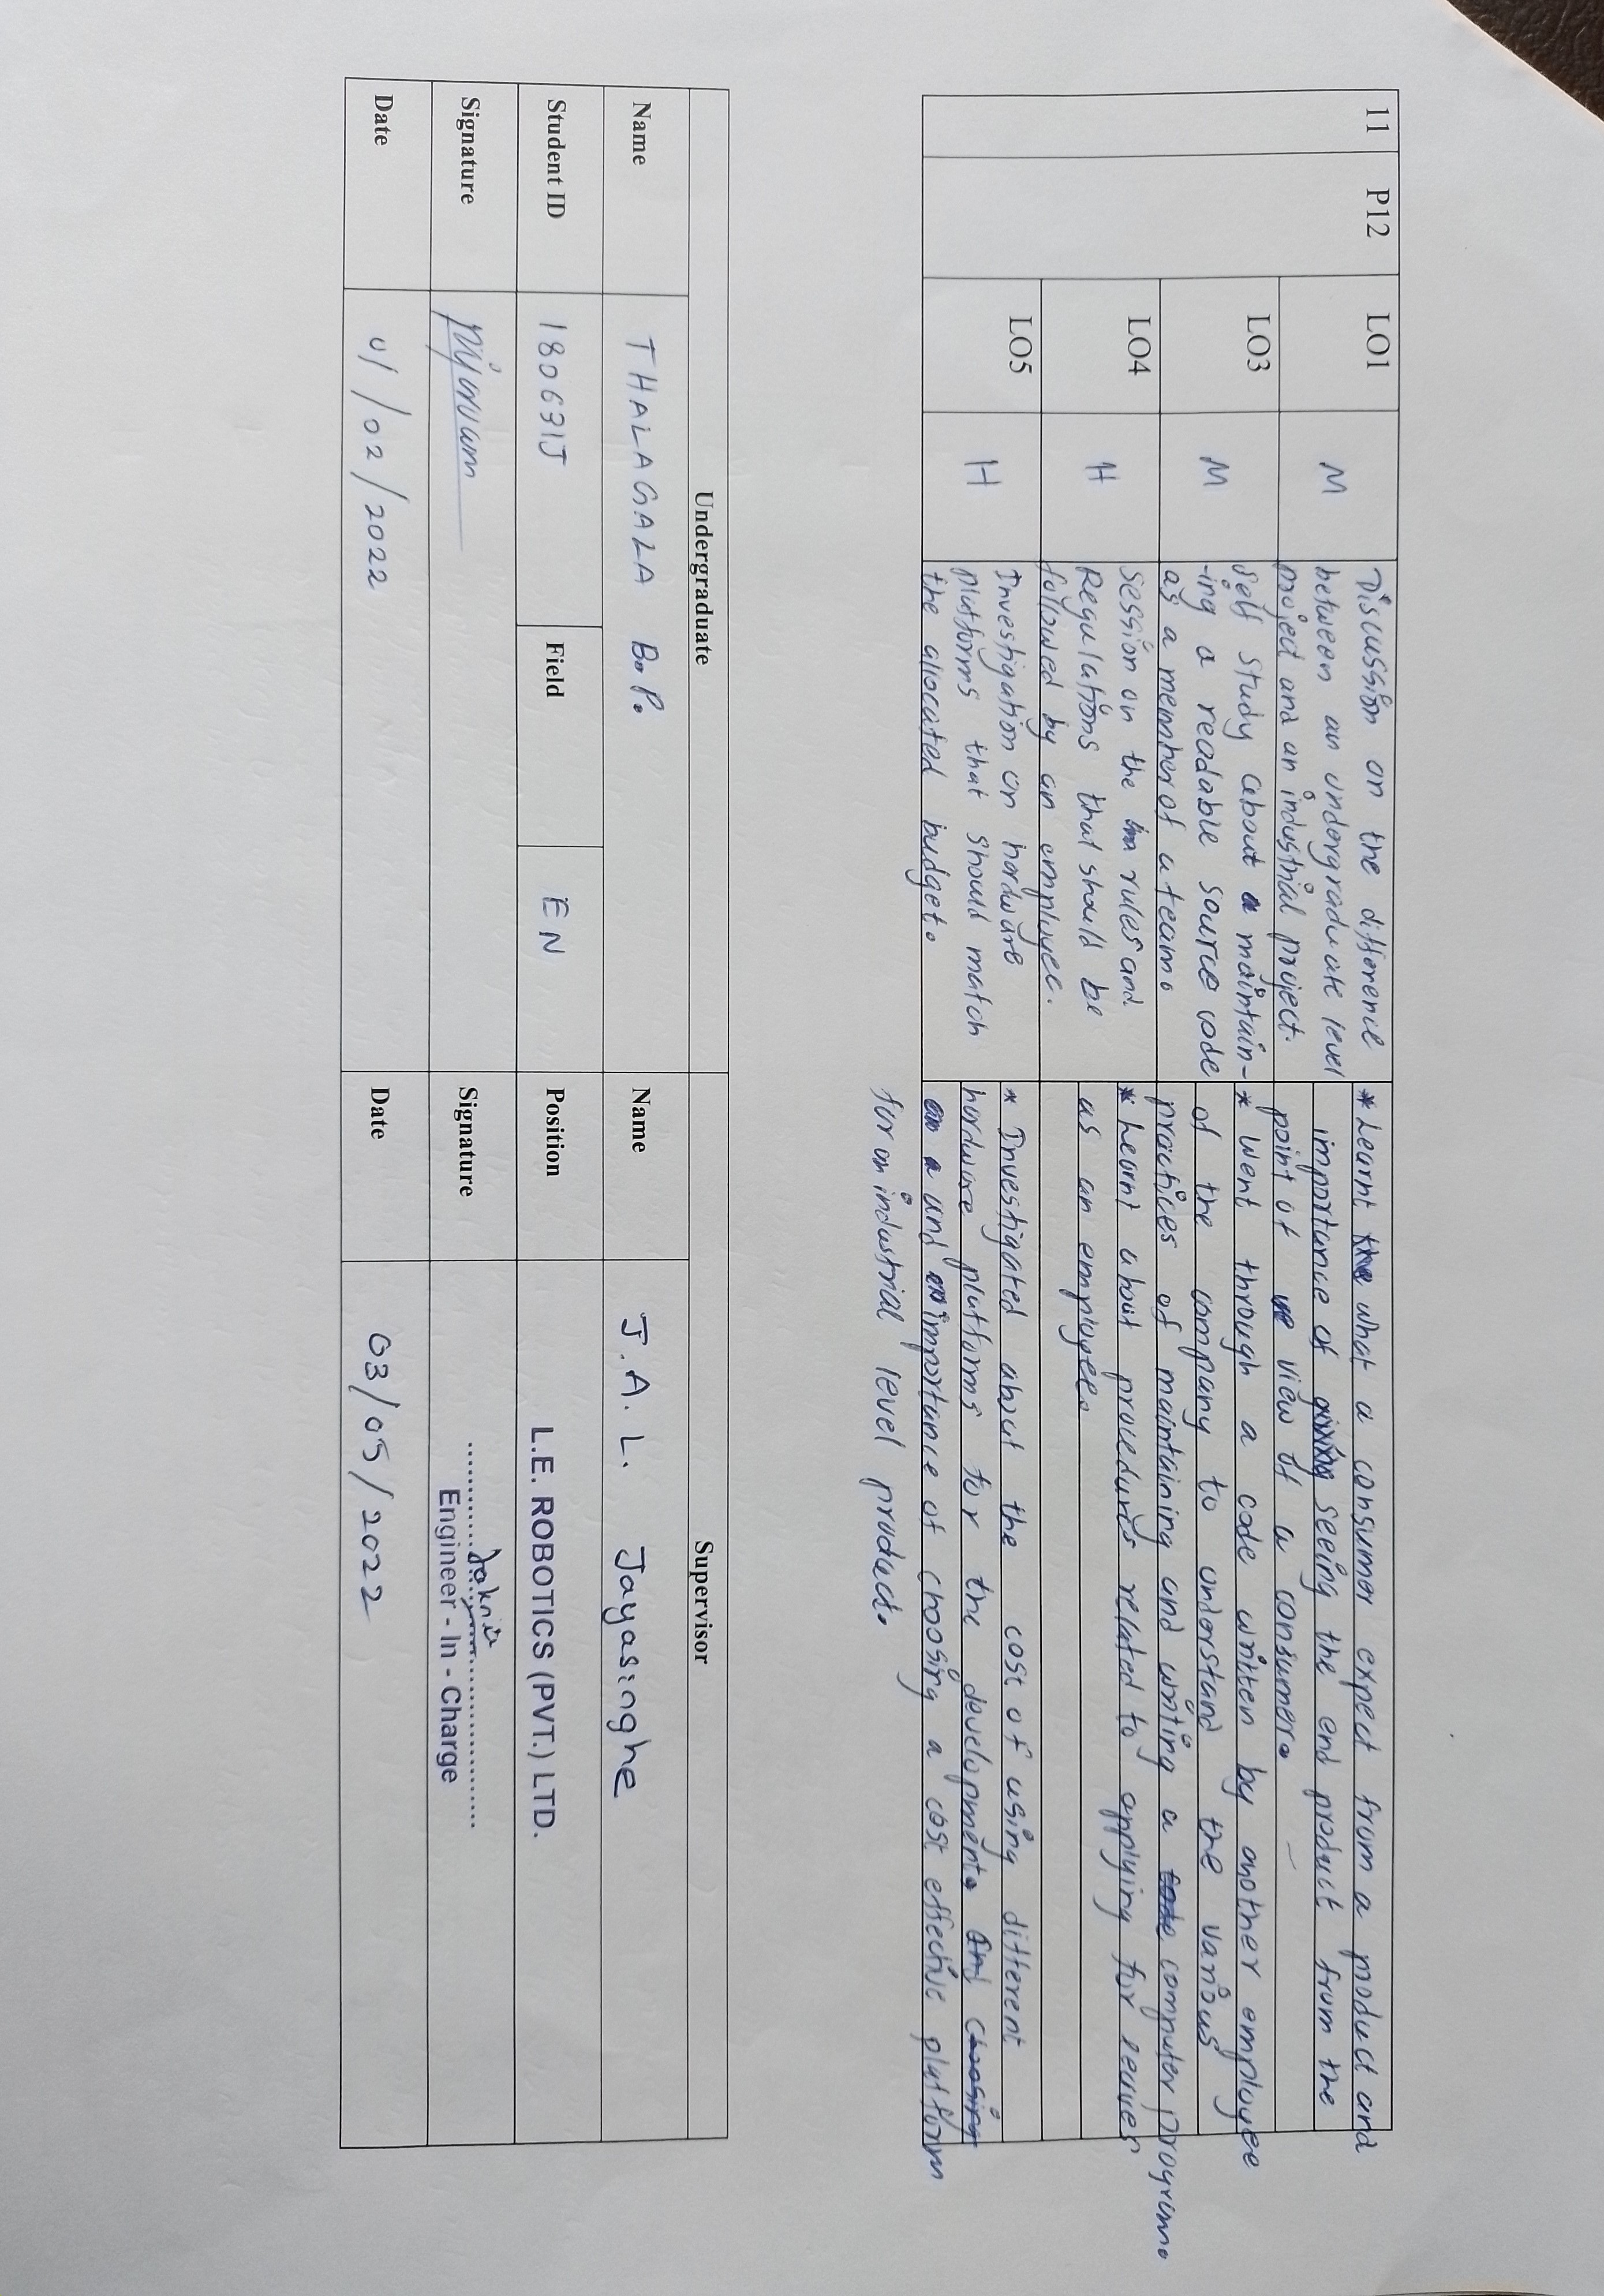 11 P12 LO1
M
Discussion on the difference
between an undergraduate level
project and an industrial project.
* Learnt what a consumer expect from a product and
importance of seeing the end product from the
point of view of a consumer.
LO3
M
Self study about maintain-
-ing a readable source code
as a member of a team.
* Went through a code written by another employee
of the company to understand the various
practices of maintaining and writing a computer program.
LO4
H
Session on the rules and
Regulations that should be
followed by an employee.
* Learnt about procedures related to applying for leaves
as an employee.
LO5
H
Investigation on hardware
platforms that should match
the allocated budget.
* Investigated about the cost of using different
hardware platforms for the development. and choosing
and importance of choosing a cost effective platform
for an industrial level product.
Undergraduate
Name THALAGALA B.P.
Student ID 180631J Field EN
Signature
Date 01/02/2022
Supervisor
Name J.A.L. Jayasinghe
Position L.E. ROBOTICS (PVT.) LTD.
Signature
Engineer - In - Charge
Date 03/05/2022